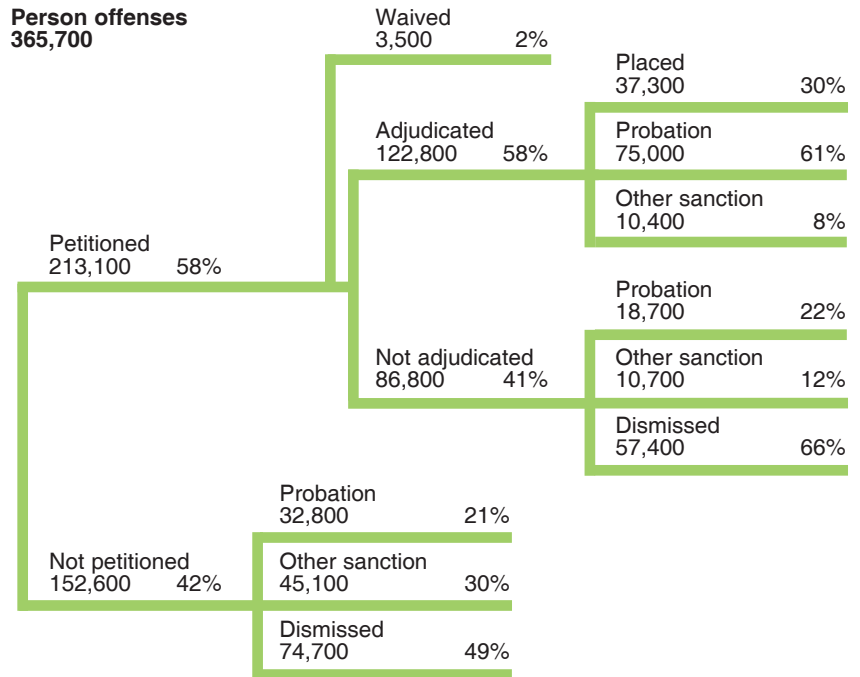 Person offenses
365,700
Waived
3,500 2%
Placed
37,300 30%
Adjudicated
122,800 58%
Probation
75,000 61%
Other sanction
10,400 8%
Petitioned
213,100 58%
Probation
18,700 22%
Not adjudicated
86,800 41%
Other sanction
10,700 12%
Dismissed
57,400 66%
Probation
32,800 21%
Not petitioned
152,600 42%
Other sanction
45,100 30%
Dismissed
74,700 49%